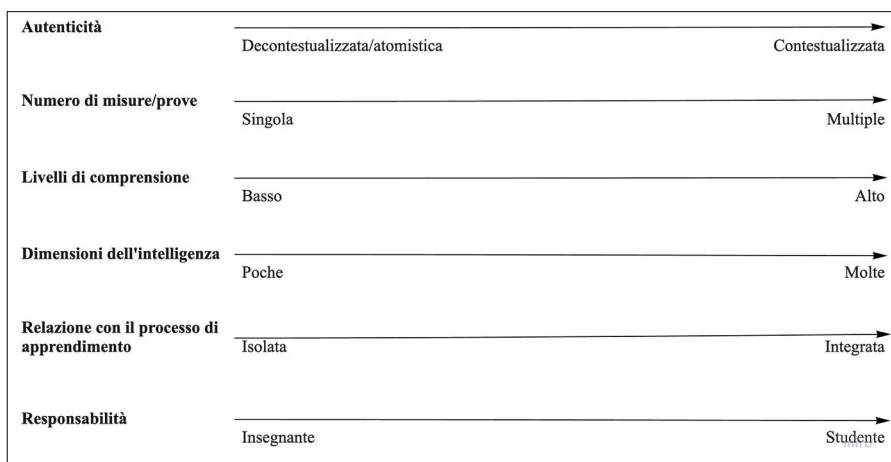 Autenticità
Decontestualizzata/atomistica Contestualizzata
Numero di misure/prove
Singola Multiple
Livelli di comprensione
Basso Alto
Dimensioni dell'intelligenza
Poche Molte
Relazione con il processo di
apprendimento
Isolata Integrata
Responsabilità
Insegnante Studente
miro